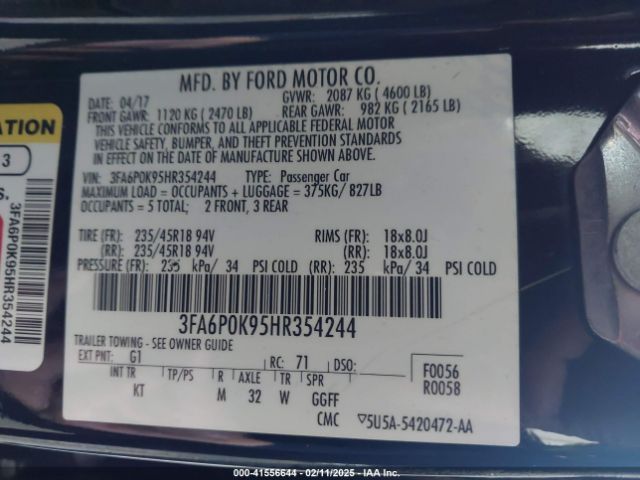 MFD. BY FORD MOTOR CO.
DATE: 04/17 GVWR: 2087 KG ( 4600 LB)
FRONT GAWR: 1120 KG ( 2470 LB) REAR GAWR: 982 KG ( 2165 LB)
THIS VEHICLE CONFORMS TO ALL APPLICABLE FEDERAL MOTOR
VEHICLE SAFETY, BUMPER, AND THEFT PREVENTION STANDARDS
IN EFFECT ON THE DATE OF MANUFACTURE SHOWN ABOVE.
VIN: 3FA6P0K95HR354244 TYPE: Passenger Car
MAXIMUM LOAD = OCCUPANTS + LUGGAGE = 375KG/ 827LB
OCCUPANTS = 5 TOTAL: 2 FRONT, 3 REAR
TIRE (FR): 235/45R18 94V RIMS (FR): 18x8.0J
(RR): 235/45R18 94V (RR): 18x8.0J
PRESSURE (FR): 235 kPa/ 34 PSI COLD (RR): 235 kPa/ 34 PSI COLD
3FA6P0K95HR354244
TRAILER TOWING - SEE OWNER GUIDE
EXT PNT: G1 RC: 71 DSO: F0056
INT TR TP/PS R AXLE TR SPR R0058
KT M 32 W GGFF
CMC ▽5U5A-5420472-AA
3
3FA6P0K95HR354244
000-41556644 - 02/11/2025 - IAA Inc.